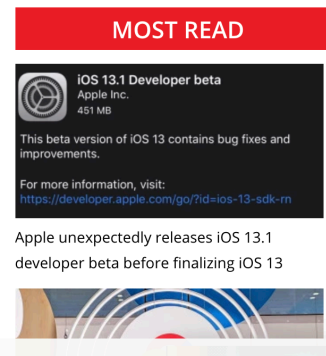 MOST READ
iOS 13.1 Developer beta
Apple Inc.
451 MB
This beta version of iOS 13 contains bug fixes and
improvements.
For more information, visit:
https://developer.apple.com/go/?id=ios-13-sdk-rn
Apple unexpectedly releases iOS 13.1
developer beta before finalizing iOS 13